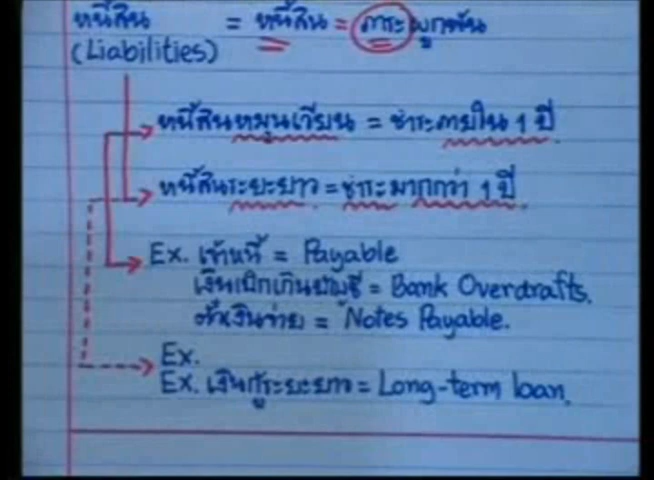 หนี้สิน = หนี้สิน = ภาระผูกพัน
(Liabilities)
หนี้สินหมุนเวียน = ชำระภายใน 1 ปี
หนี้สินระยะยาว = ชำระมากกว่า 1 ปี
Ex. เจ้าหนี้ = Payable
เงินเบิกเกินบัญชี = Bank Overdrafts.
ตั๋วเงินจ่าย = Notes Payable.
Ex.
Ex. เงินกู้ระยะยาว = Long-term loan.